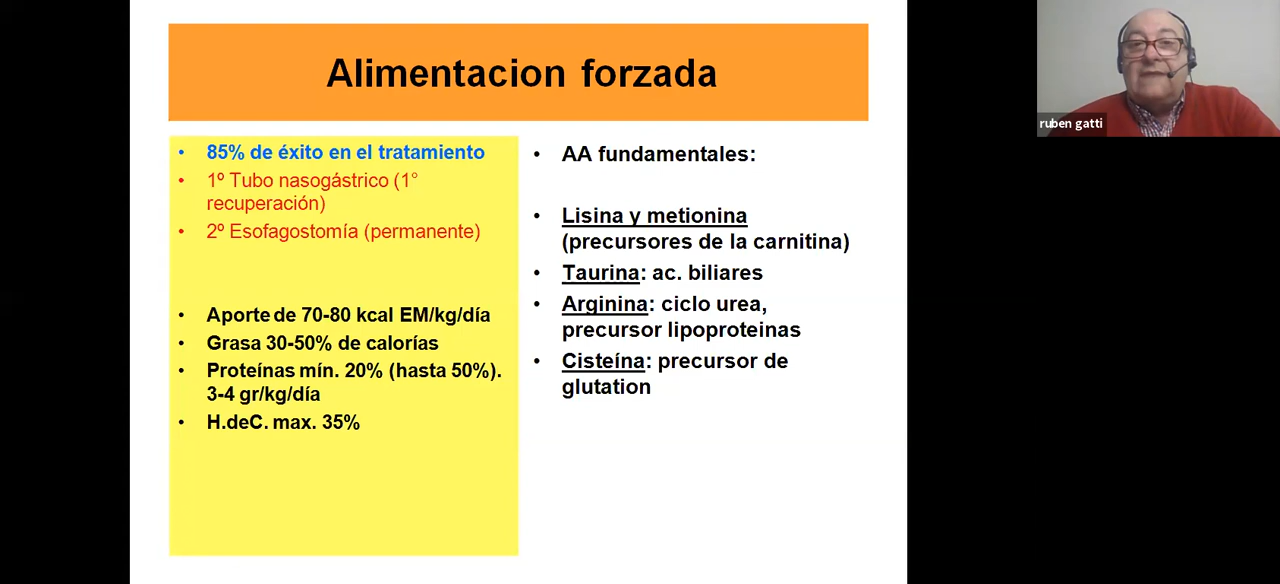 Alimentacion forzada
• 85% de éxito en el tratamiento
• 1º Tubo nasogástrico (1°
recuperación)
• 2º Esofagostomía (permanente)
• Aporte de 70-80 kcal EM/kg/día
• Grasa 30-50% de calorías
• Proteínas mín. 20% (hasta 50%).
3-4 gr/kg/día
• H.deC. max. 35%
• AA fundamentales:
• Lisina y metionina
(precursores de la carnitina)
• Taurina: ac. biliares
• Arginina: ciclo urea,
precursor lipoproteinas
• Cisteína: precursor de
glutation
ruben gatti